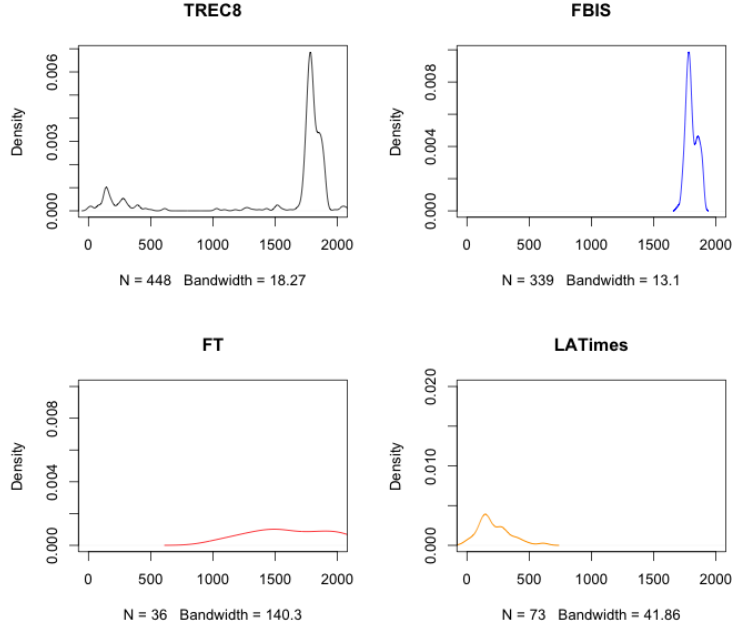 TREC8
Density
0.006
0.003
0.000
0 500 1000 1500 2000
N = 448 Bandwidth = 18.27
FBIS
Density
0.008
0.004
0.000
0 500 1000 1500 2000
N = 339 Bandwidth = 13.1
FT
Density
0.008
0.004
0.000
0 500 1000 1500 2000
N = 36 Bandwidth = 140.3
LATimes
Density
0.020
0.010
0.000
0 500 1000 1500 2000
N = 73 Bandwidth = 41.86